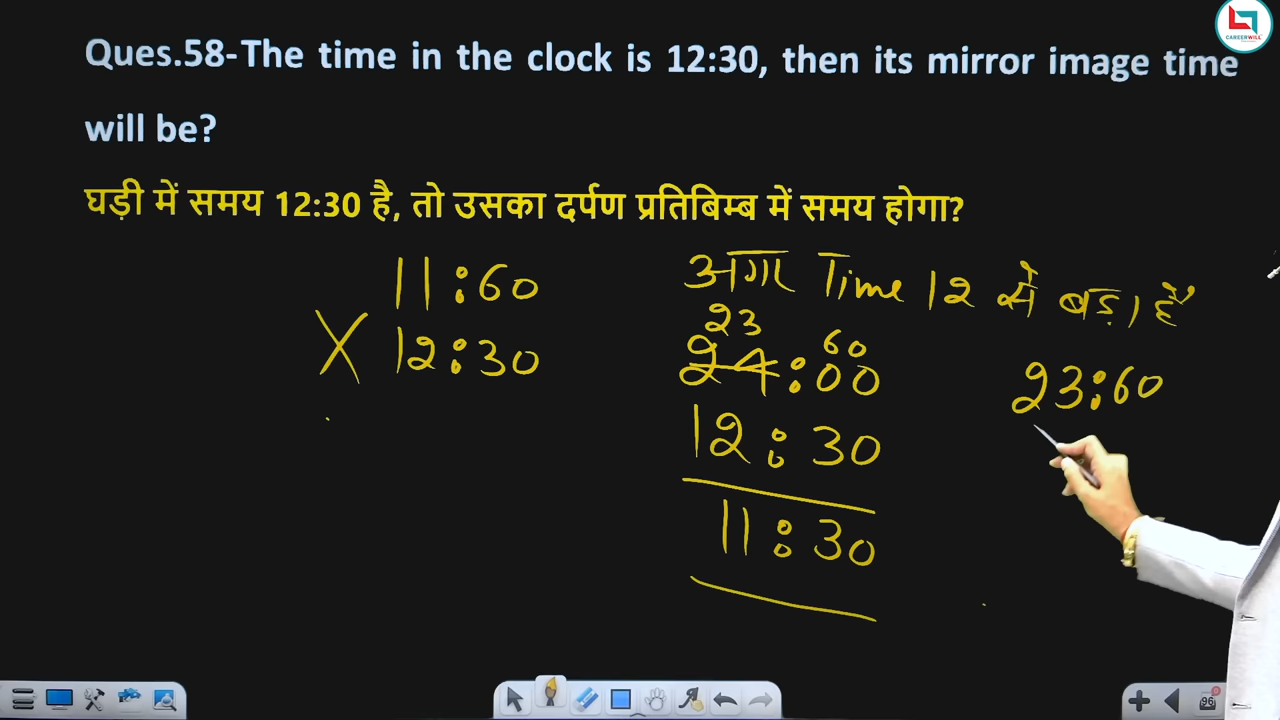 CAREERWILL
Ques.58-The time in the clock is 12:30, then its mirror image time
will be?
घड़ी में समय 12:30 है, तो उसका दर्पण प्रतिबिम्ब में समय होगा?
11:60
X 12:30
अगर Time 12 से बड़ा है
23 60
24:00
12:30
11:30
23:60
96